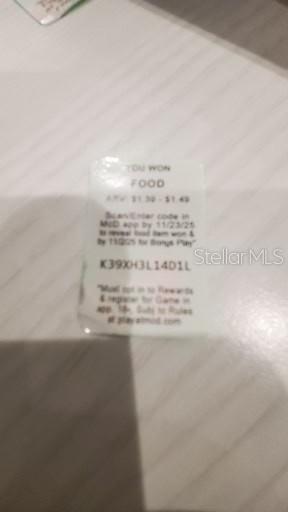 YOU WON
FOOD
ARV: $1.39 - $1.49
Scan/Enter code in
McD app by 11/23/25
to reveal food item won &
by 11/2/25 for Bonus Play*
K39XH3L14D1L
*Must opt in to Rewards
& register for Game in
app. 18+. Subj to Rules
at playatmcd.com
StellarMLS